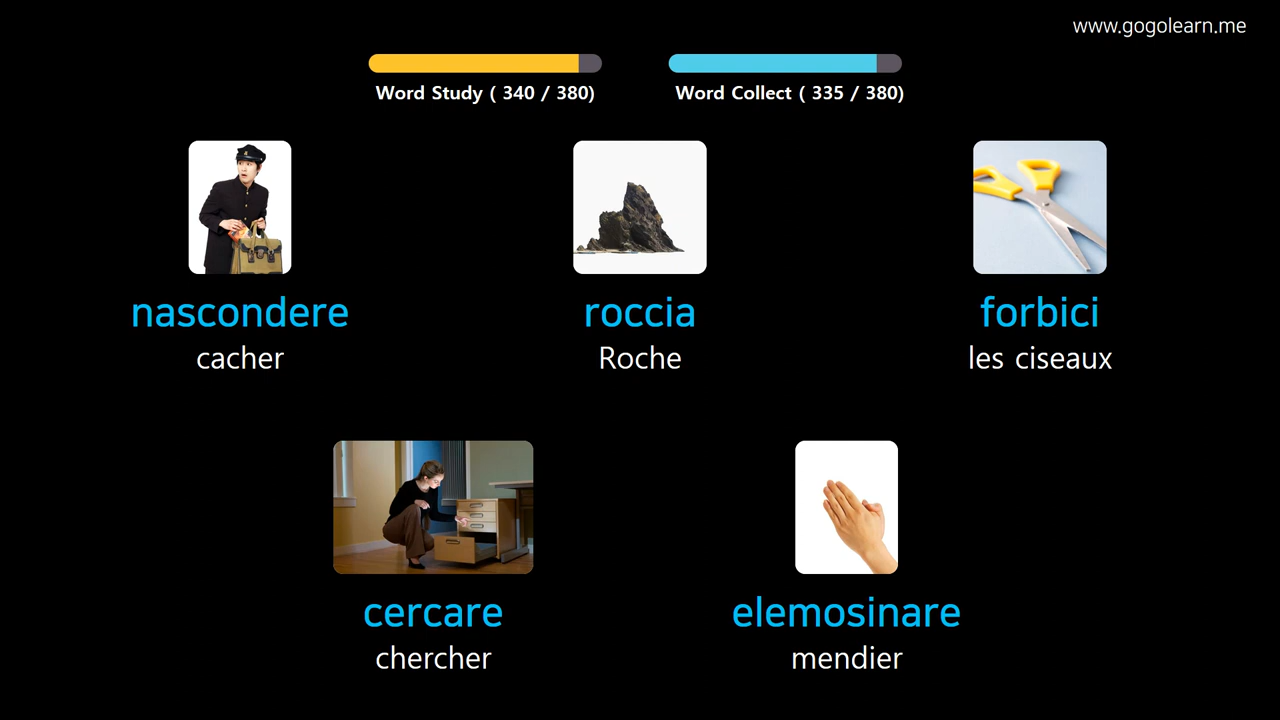 www.gogolearn.me
Word Study ( 340 / 380)
Word Collect ( 335 / 380)
nascondere
cacher
roccia
Roche
forbici
les ciseaux
cercare
chercher
elemosinare
mendier